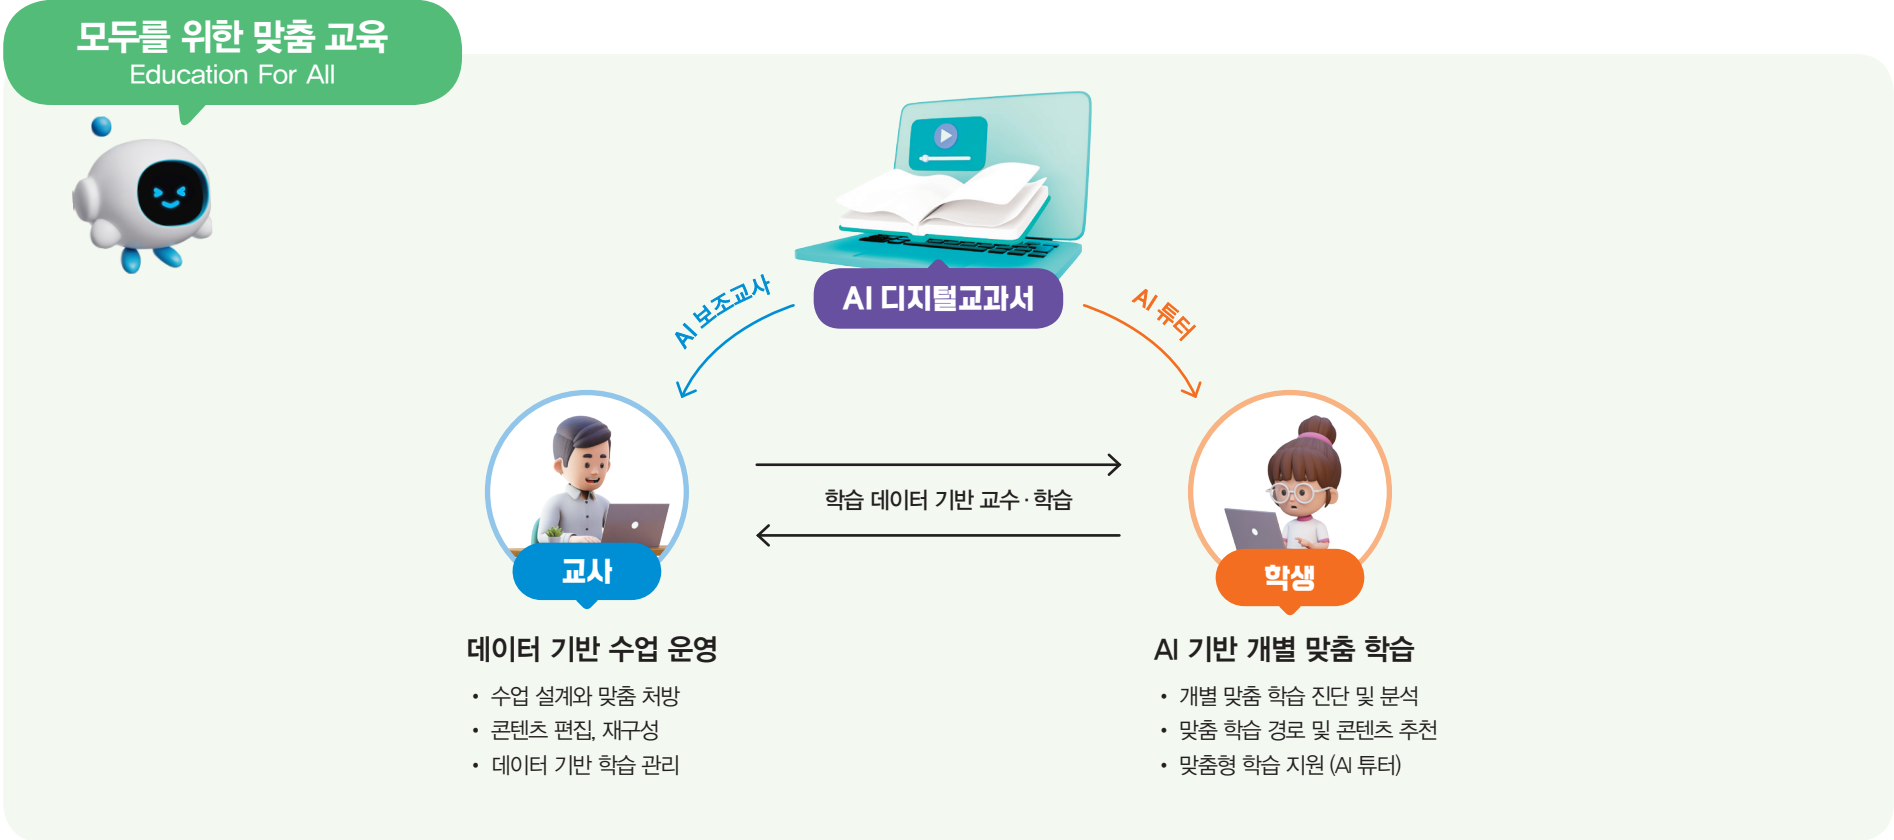 모두를 위한 맞춤 교육
Education For All
AI 디지털교과서
AI 보조교사
AI 튜터
학습 데이터 기반 교수·학습
교사
학생
데이터 기반 수업 운영
• 수업 설계와 맞춤 처방
• 콘텐츠 편집, 재구성
• 데이터 기반 학습 관리
AI 기반 개별 맞춤 학습
• 개별 맞춤 학습 진단 및 분석
• 맞춤 학습 경로 및 콘텐츠 추천
• 맞춤형 학습 지원 (AI 튜터)